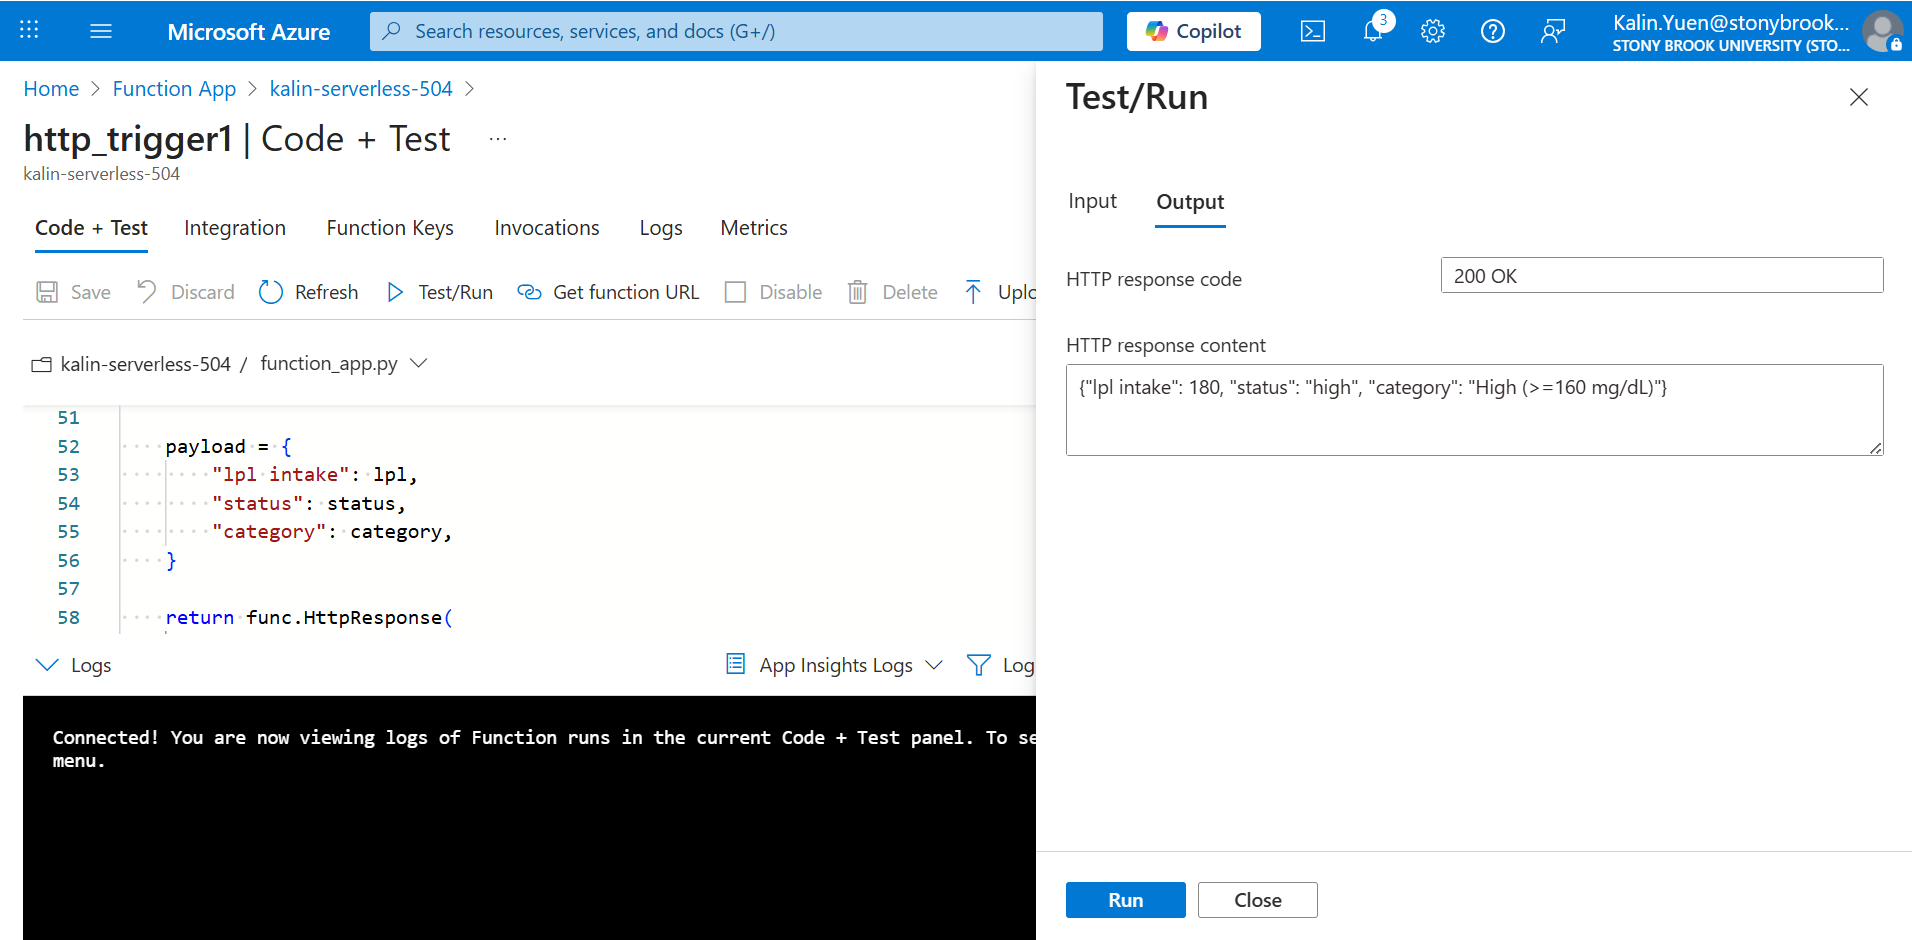 Microsoft Azure
Search resources, services, and docs (G+/)
Copilot
3
Kalin.Yuen@stonybrook...
STONY BROOK UNIVERSITY (STO...
Home > Function App > kalin-serverless-504 >
http_trigger1 | Code + Test ...
kalin-serverless-504
Code + Test Integration Function Keys Invocations Logs Metrics
Save Discard Refresh Test/Run Get function URL Disable Delete Uplo
kalin-serverless-504 / function_app.py
51
52 payload = {
53 "lpl intake": lpl,
54 "status": status,
55 "category": category,
56 }
57
58 return func.HttpResponse(
Logs App Insights Logs Log
Connected! You are now viewing logs of Function runs in the current Code + Test panel. To se
menu.
Test/Run
Input Output
HTTP response code 200 OK
HTTP response content
{"lpl intake": 180, "status": "high", "category": "High (>=160 mg/dL)"}
Run Close